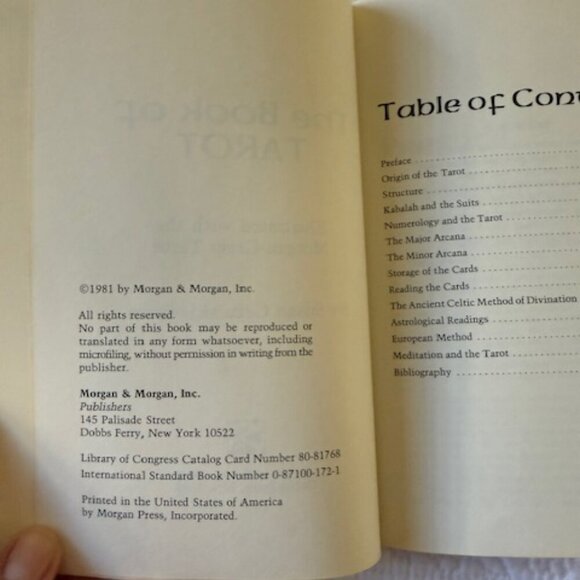 ©1981 by Morgan & Morgan, Inc.
All rights reserved.
No part of this book may be reproduced or
translated in any form whatsoever, including
microfiling, without permission in writing from the
publisher.
Morgan & Morgan, Inc.
Publishers
145 Palisade Street
Dobbs Ferry, New York 10522
Library of Congress Catalog Card Number 80-81768
International Standard Book Number 0-87100-172-1
Printed in the United States of America
by Morgan Press, Incorporated.
Table of Cont
Preface
Origin of the Tarot
Structure
Kabalah and the Suits
Numerology and the Tarot
The Major Arcana
The Minor Arcana
Storage of the Cards
Reading the Cards
The Ancient Celtic Method of Divination
Astrological Readings
European Method
Meditation and the Tarot
Bibliography